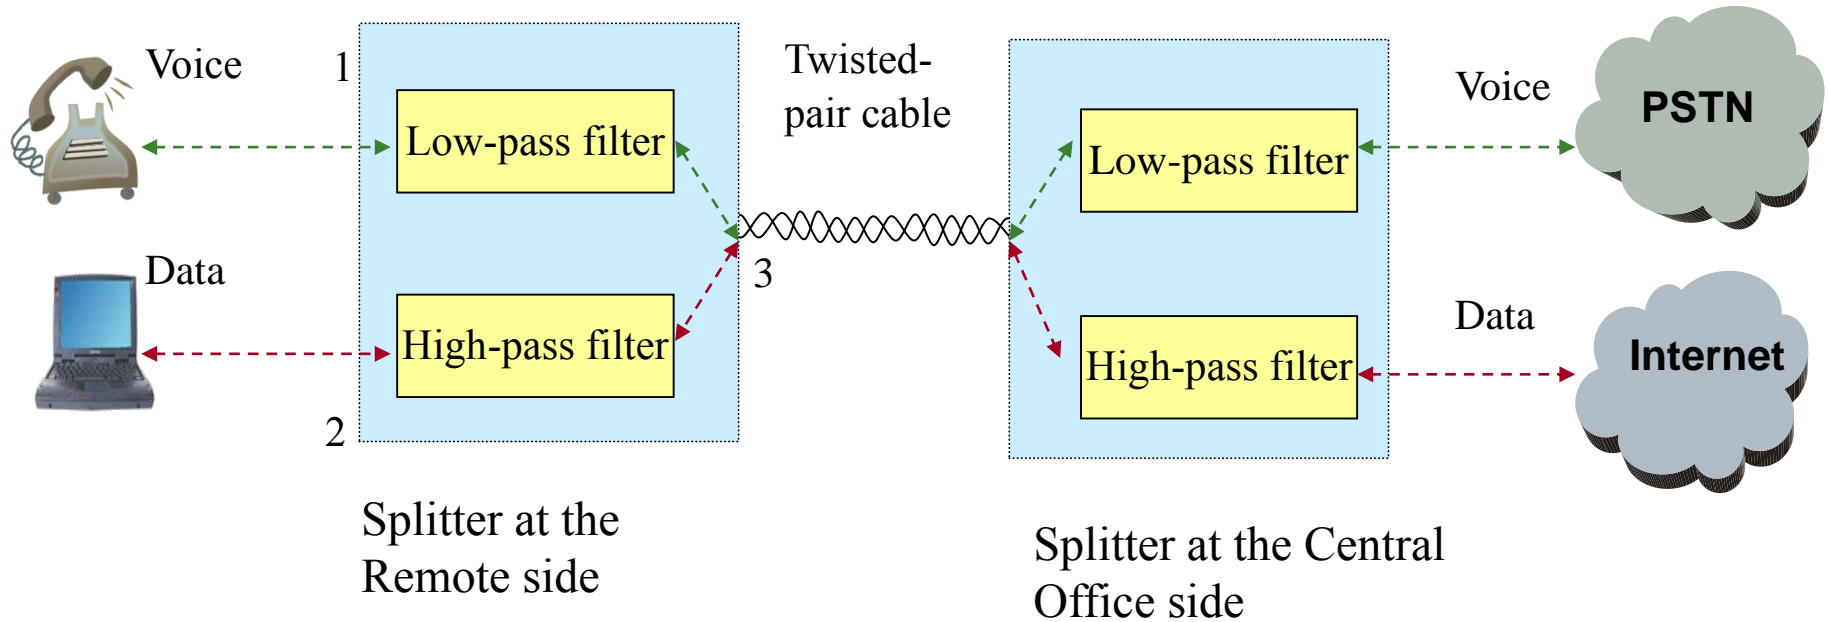 Voice
1
Low-pass filter
Twisted-
pair cable
Low-pass filter
Voice
PSTN
Data
High-pass filter
3
2
High-pass filter
Data
Internet
Splitter at the
Remote side
Splitter at the Central
Office side